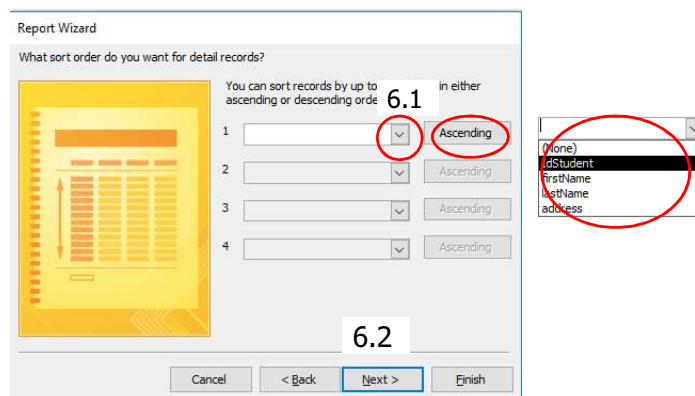 Report Wizard
What sort order do you want for detail records?
You can sort records by up to in either
ascending or descending orde
6.1
1 Ascending
2 Ascending
3 Ascending
4 Ascending
(None)
idStudent
firstName
lastName
address
6.2
Cancel < Back Next > Finish